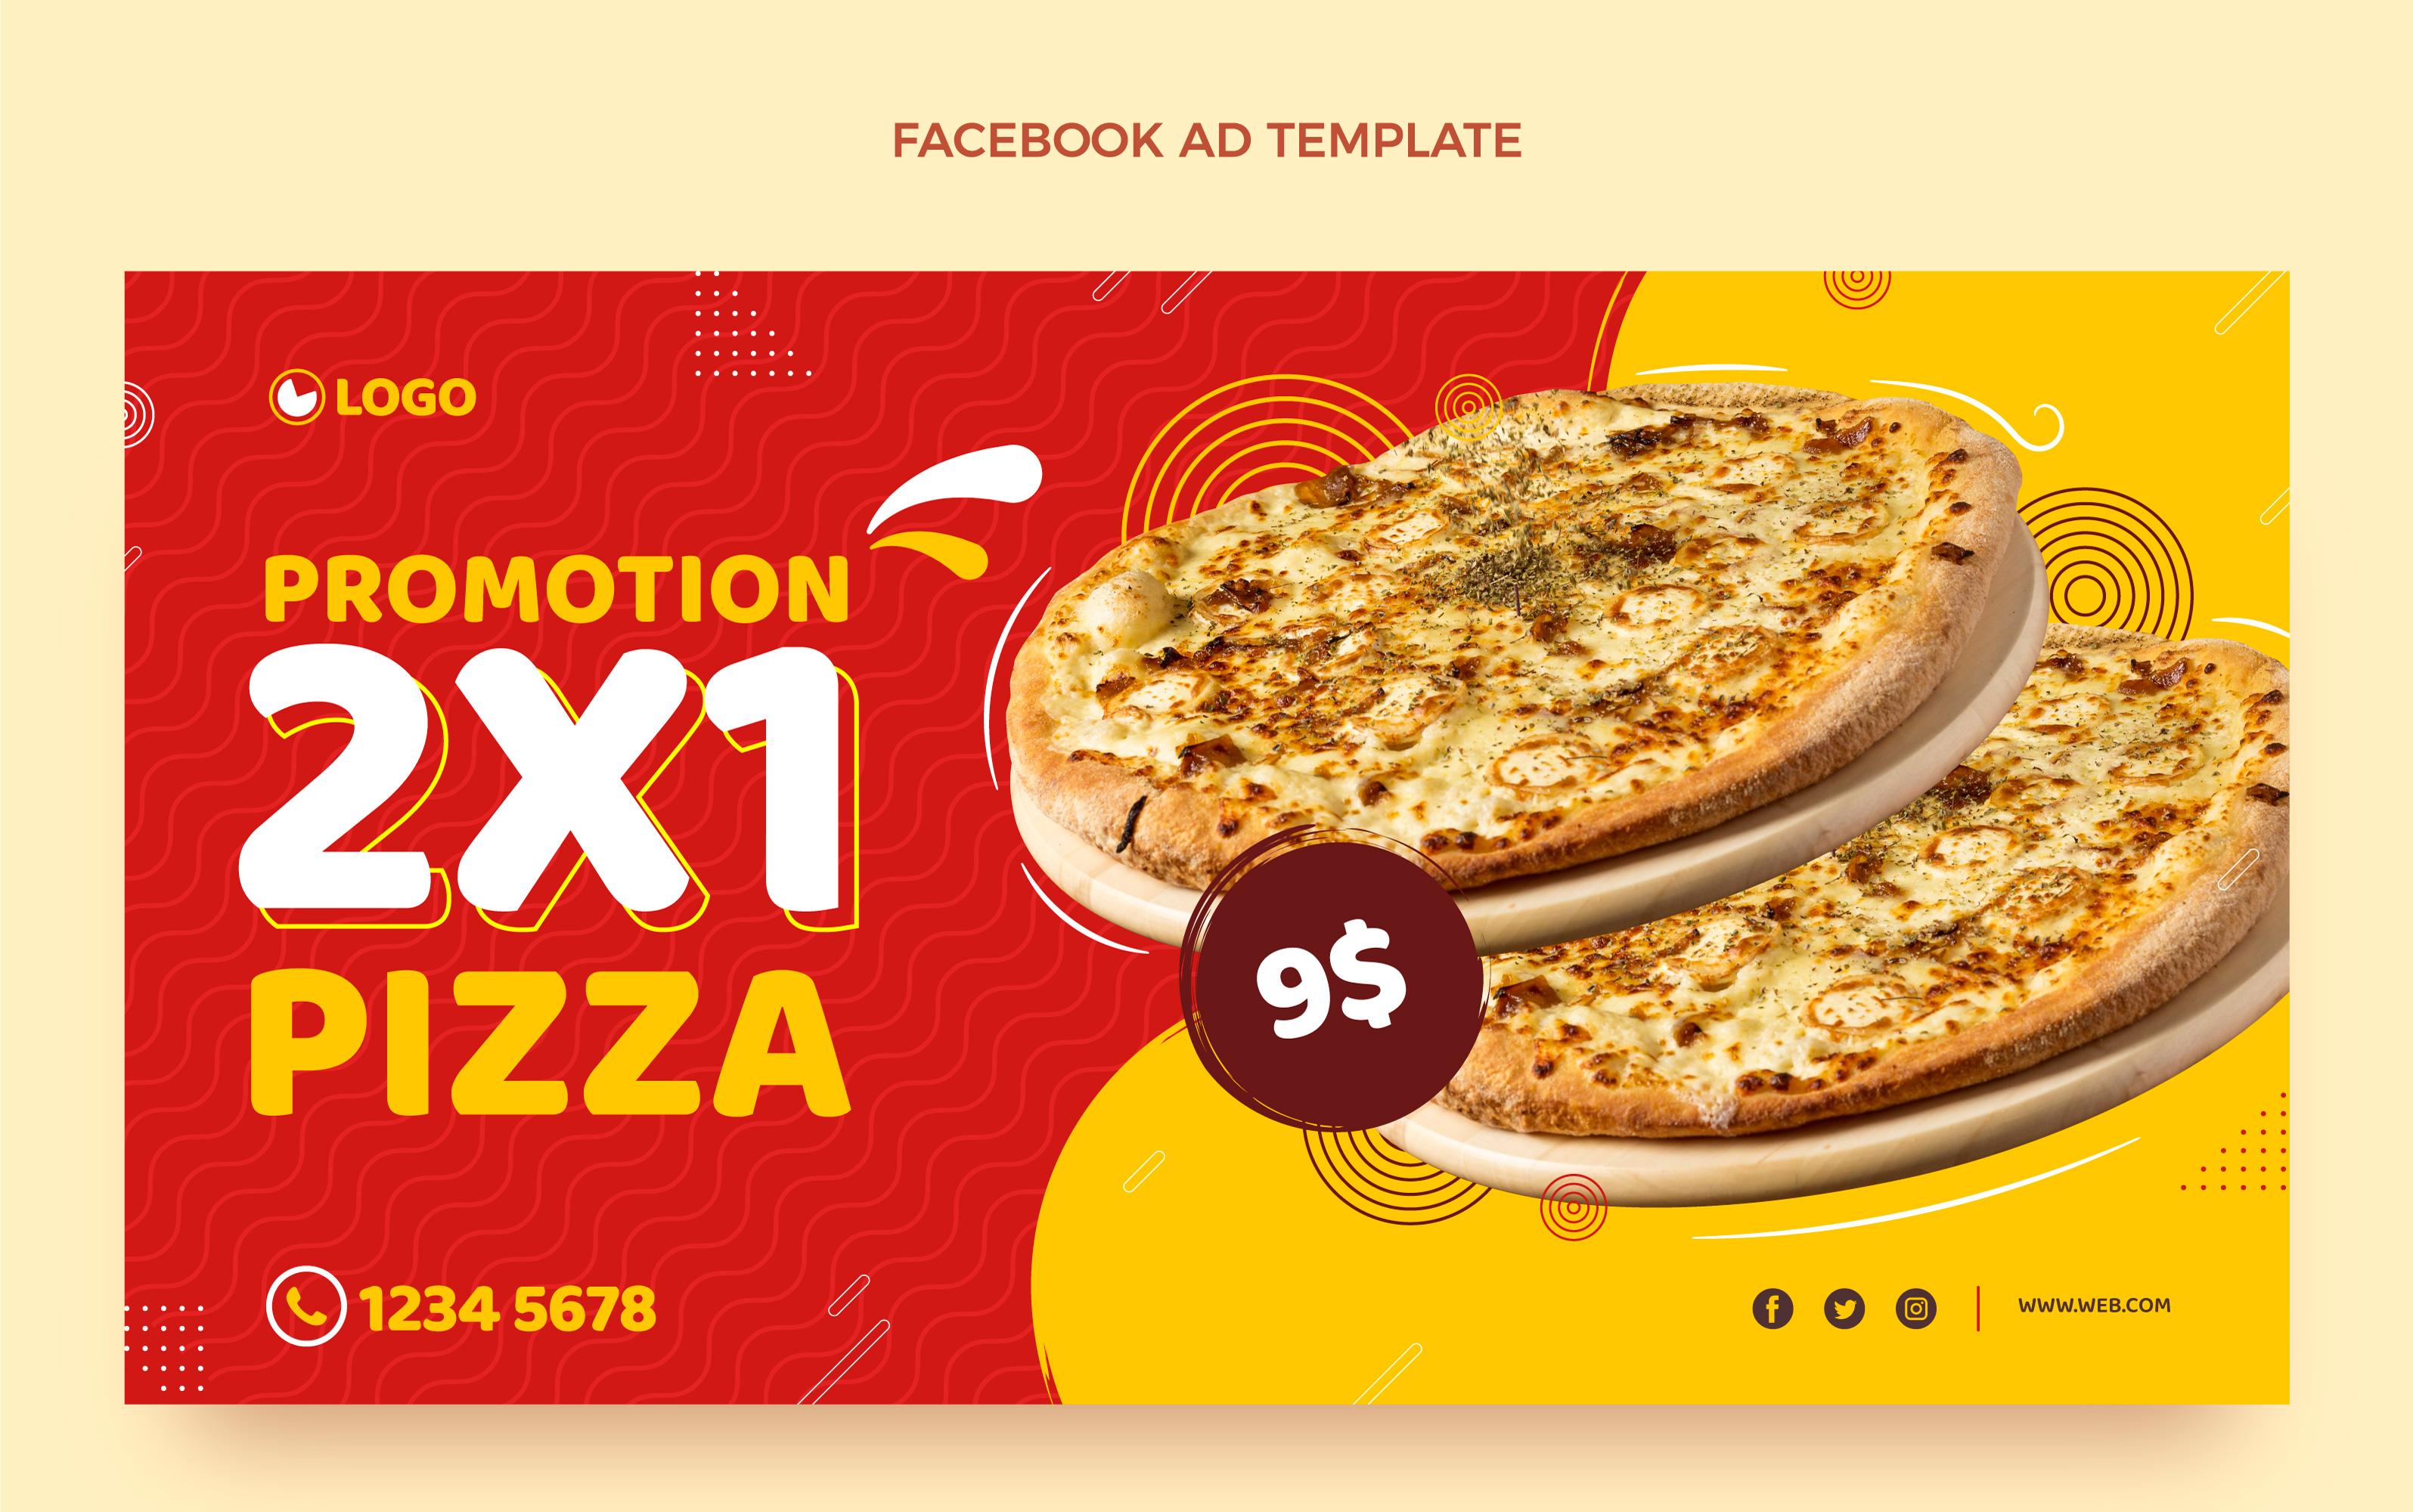 FACEBOOK AD TEMPLATE
LOGO
PROMOTION
2X1
PIZZA
9$
1234 5678
WWW.WEB.COM